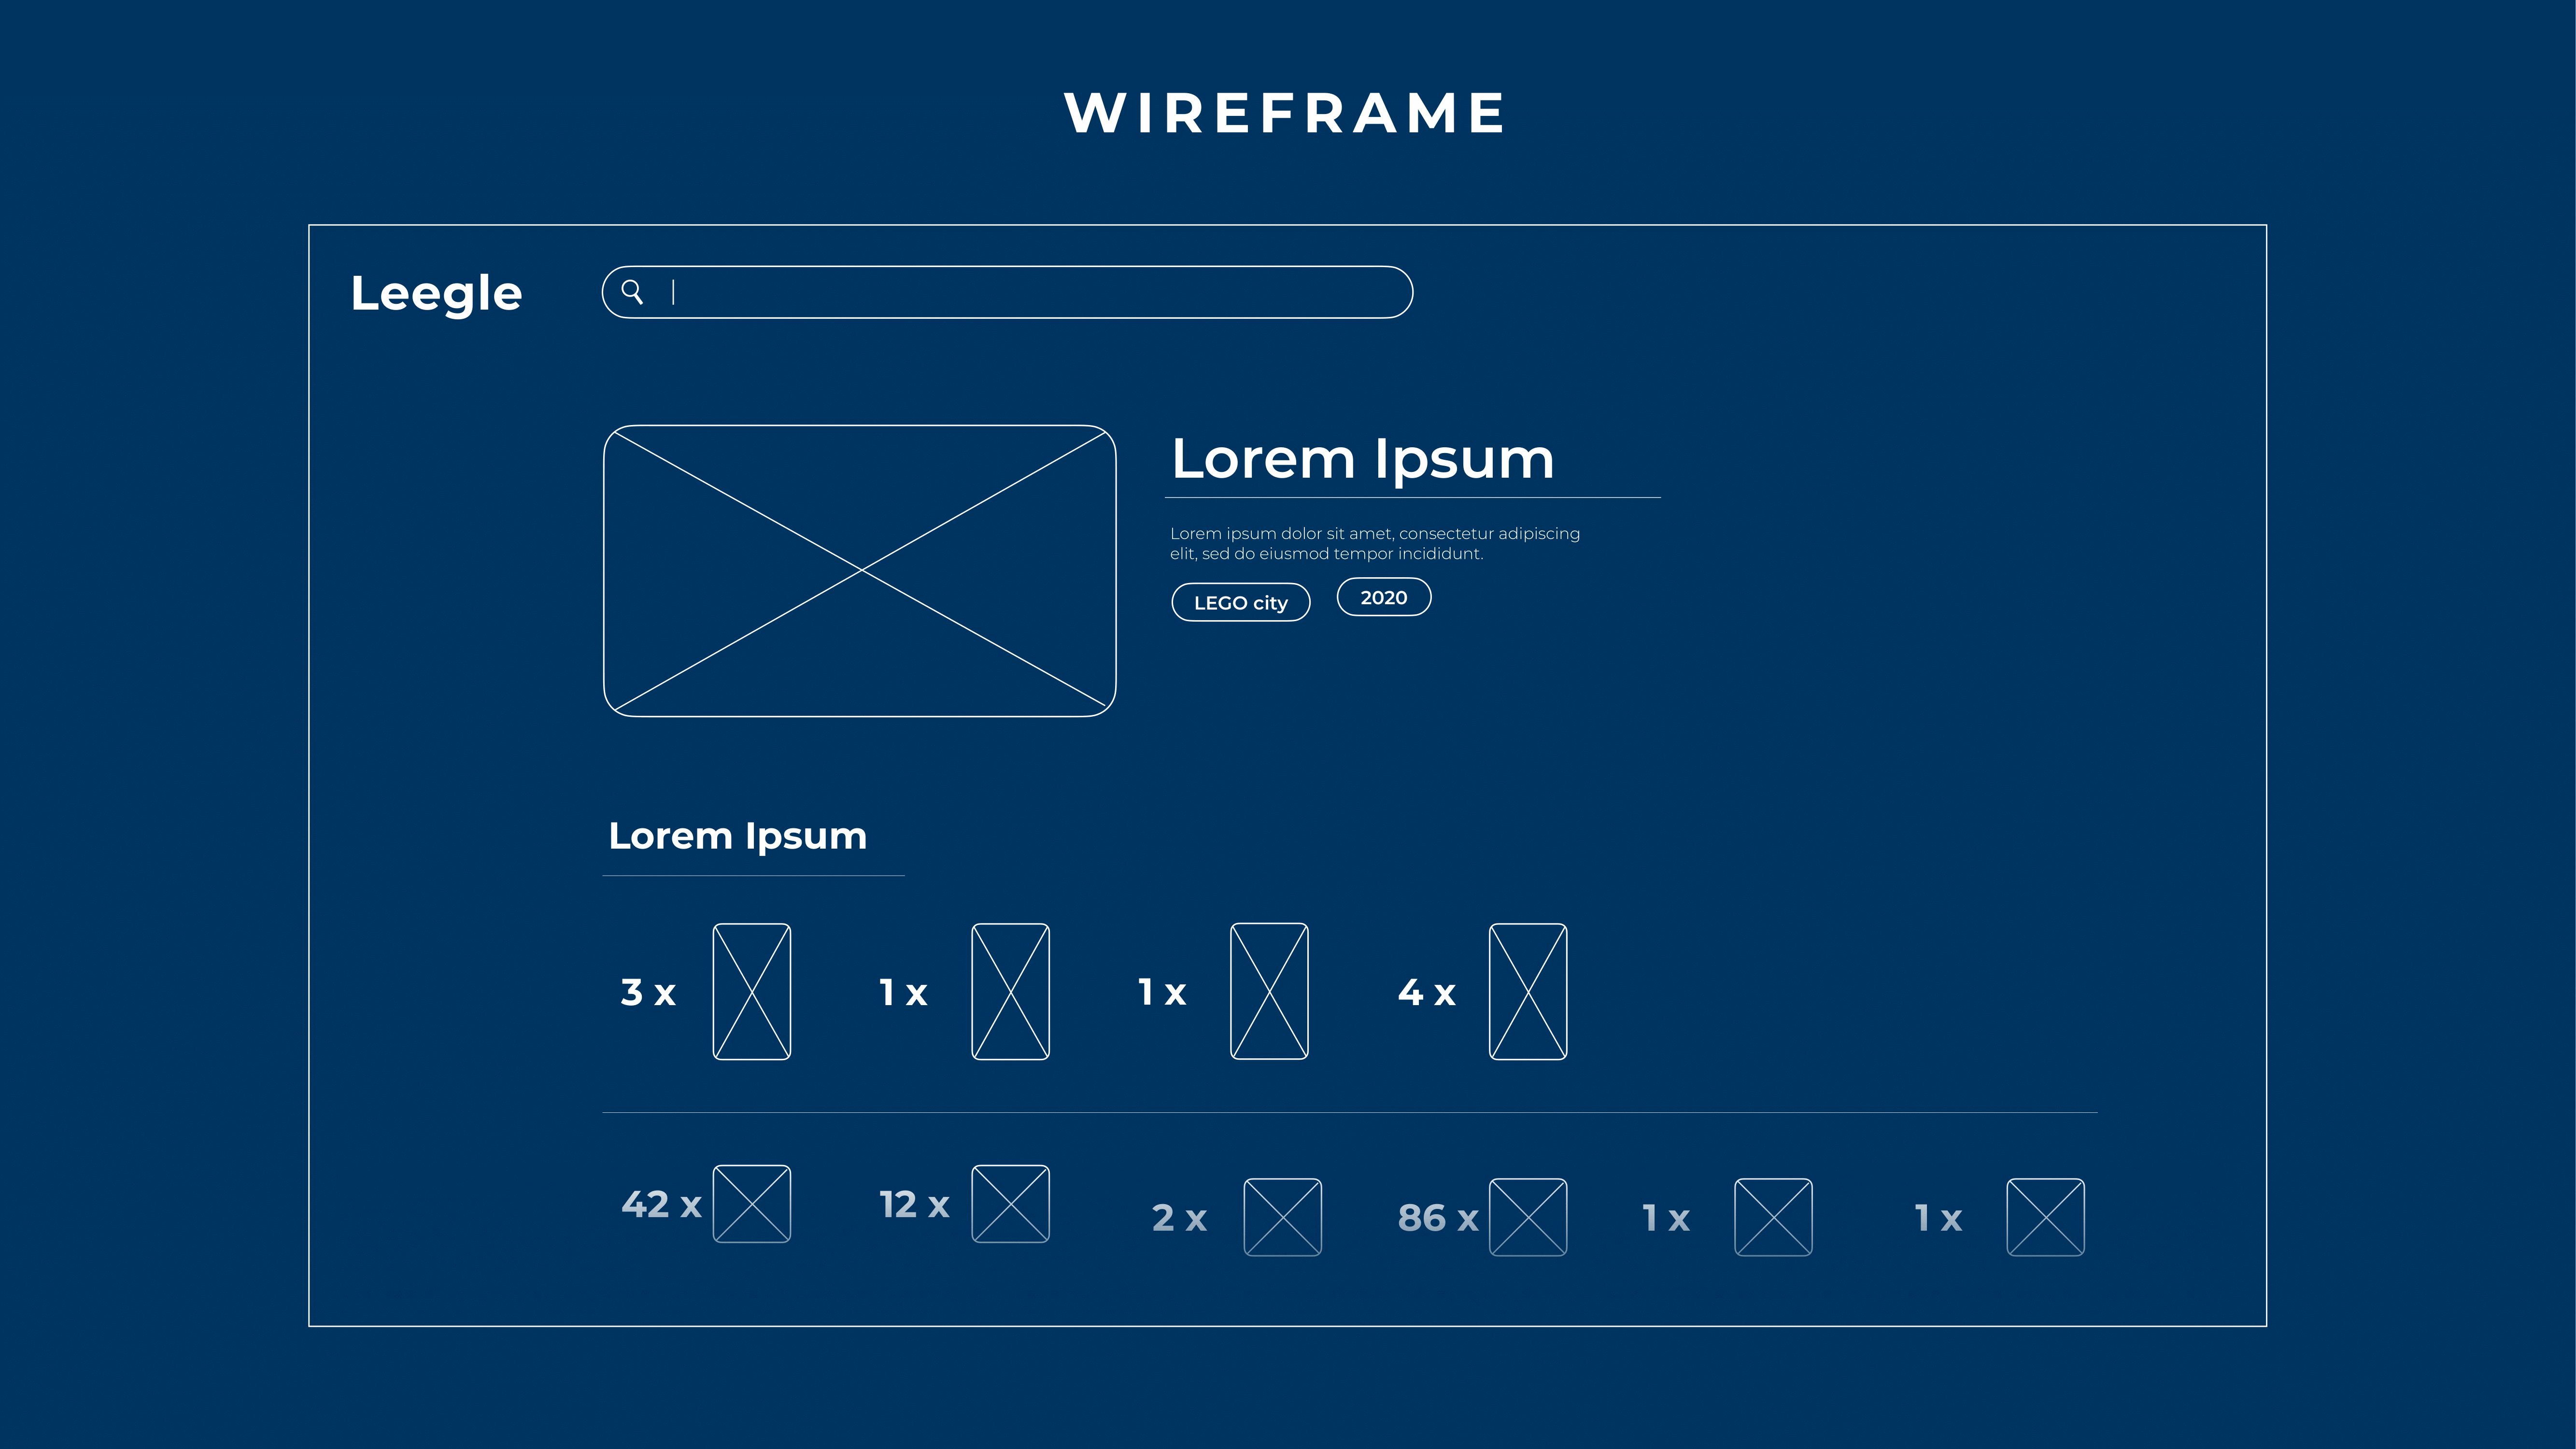 WIREFRAME
Leegle
Lorem Ipsum
Lorem ipsum dolor sit amet, consectetur adipiscing
elit, sed do eiusmod tempor incididunt.
LEGO city 2020
Lorem Ipsum
3 x 1 x 1 x 4 x
42 x 12 x 2 x 86 x 1 x 1 x